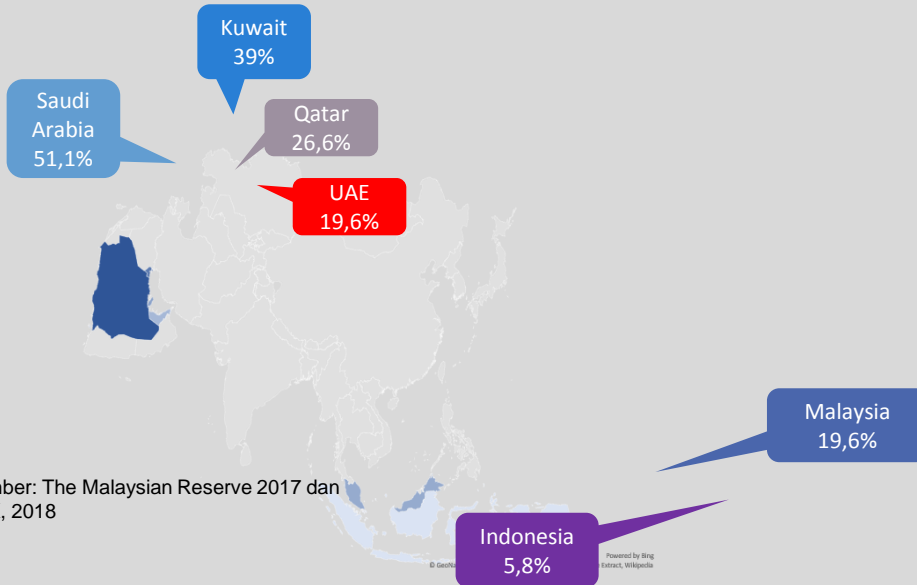 Kuwait
39%
Saudi
Arabia
51,1%
Qatar
26,6%
UAE
19,6%
Malaysia
19,6%
: The Malaysian Reserve 2017 dan
, 2018
Indonesia
5,8%
Powered by Bing
©
Extract, Wikipedia